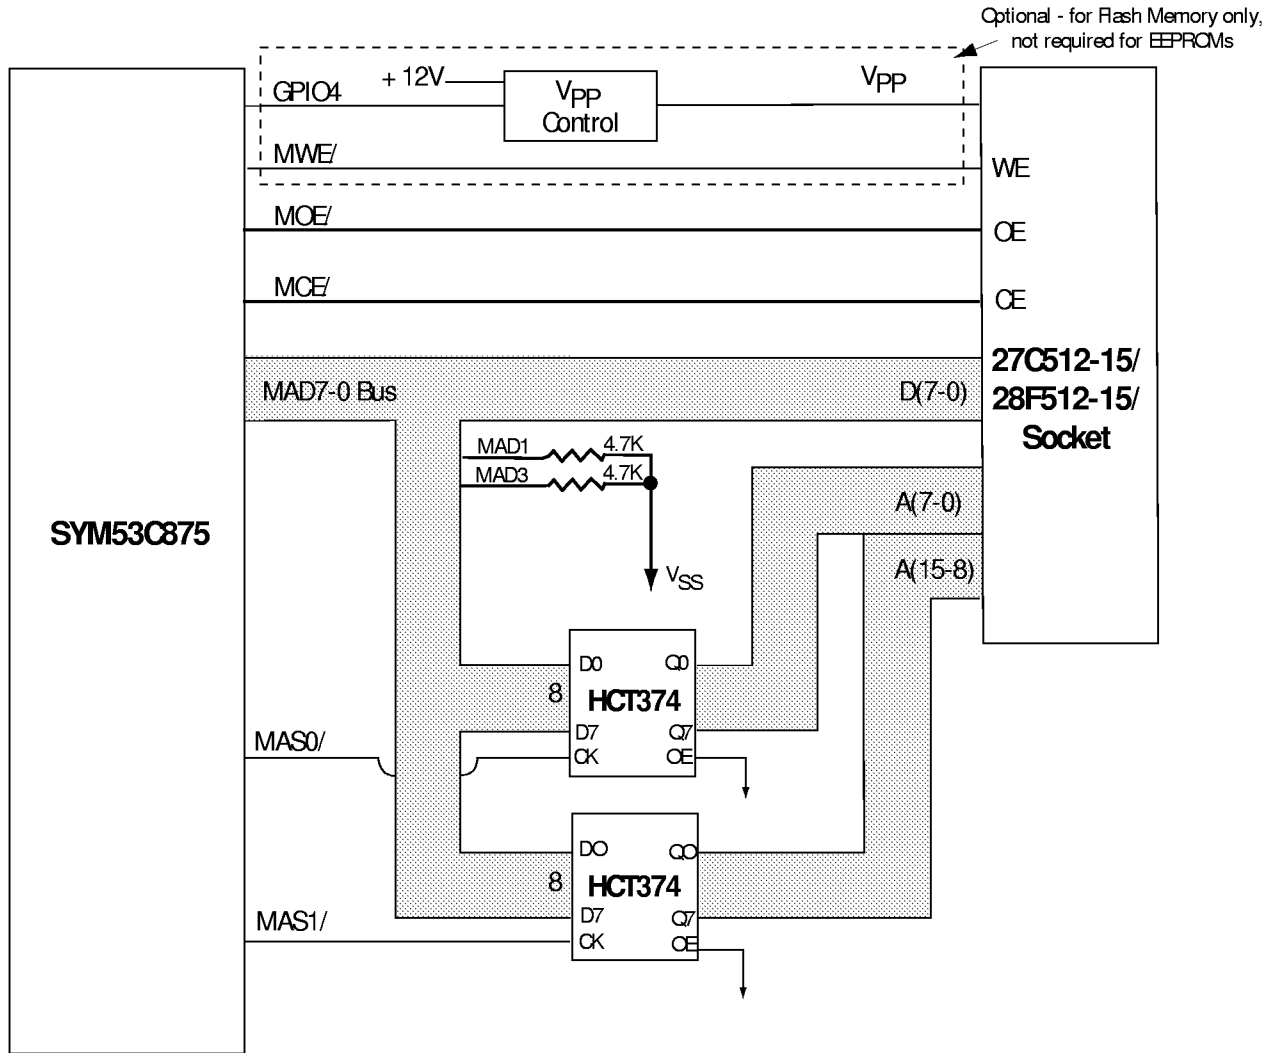 Optional - for Flash Memory only,
not required for EEPROMs
GPIO4
+ 12V
VPP
Control
VPP
MWE/
WE
MOE/
OE
MCE/
CE
27C512-15/
28F512-15/
Socket
MAD7-0 Bus
D(7-0)
MAD1
4.7K
MAD3
4.7K
A(7-0)
SYM53C875
A(15-8)
VSS
D0
Q0
8
HCT374
D7
Q7
MAS0/
CK
OE
DO
QO
8
HCT374
D7
Q7
MAS1/
CK
OE